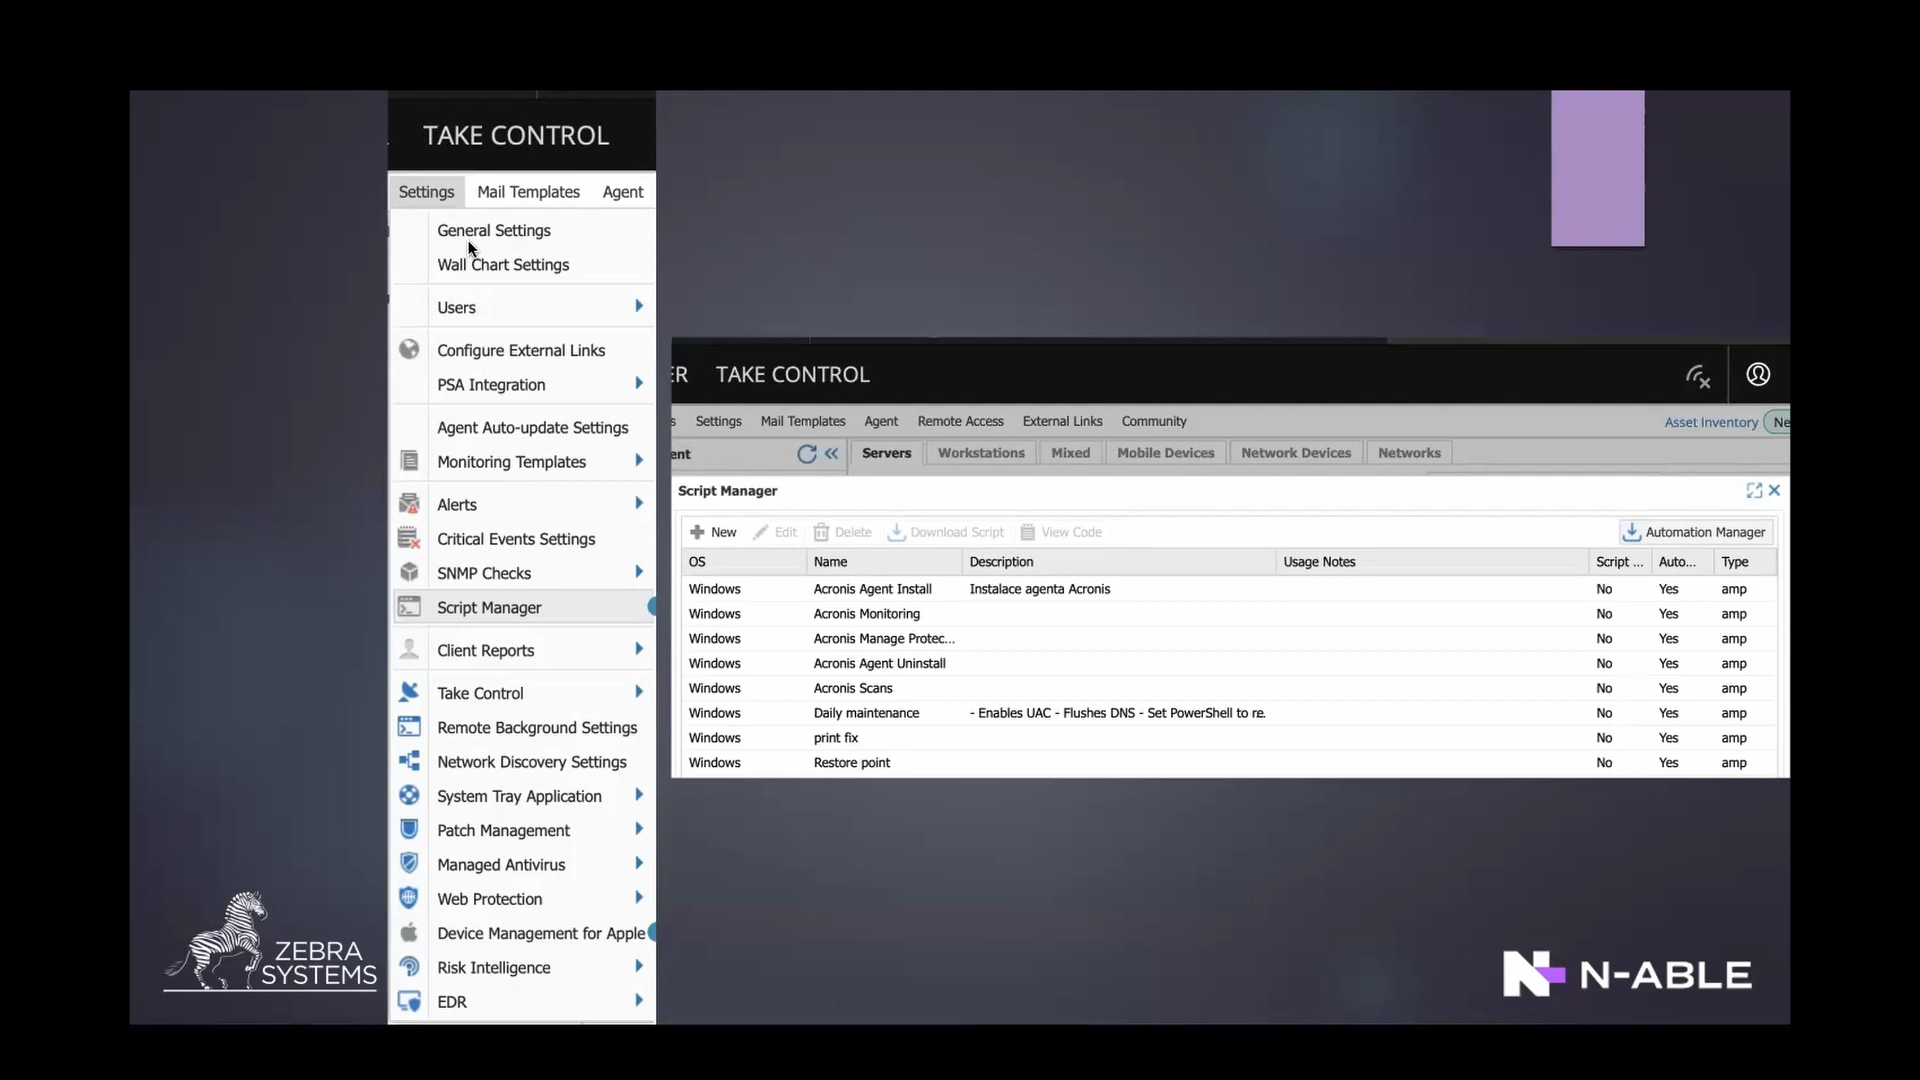 TAKE CONTROL
Settings Mail Templates Agent
General Settings
Wall Chart Settings
Users
Configure External Links
PSA Integration
Agent Auto-update Settings
Monitoring Templates
Alerts
Critical Events Settings
SNMP Checks
Script Manager
Client Reports
Take Control
Remote Background Settings
Network Discovery Settings
System Tray Application
Patch Management
Managed Antivirus
Web Protection
Device Management for Apple
Risk Intelligence
EDR
ER TAKE CONTROL
s Settings Mail Templates Agent Remote Access External Links Community Asset Inventory Ne
ent Servers Workstations Mixed Mobile Devices Network Devices Networks
Script Manager
New Edit Delete Download Script View Code Automation Manager
OS Name Description Usage Notes Script ... Auto... Type
Windows Acronis Agent Install Instalace agenta Acronis No Yes amp
Windows Acronis Monitoring No Yes amp
Windows Acronis Manage Protec... No Yes amp
Windows Acronis Agent Uninstall No Yes amp
Windows Acronis Scans No Yes amp
Windows Daily maintenance - Enables UAC - Flushes DNS - Set PowerShell to re. No Yes amp
Windows print fix No Yes amp
Windows Restore point No Yes amp
ZEBRA
SYSTEMS
N-ABLE